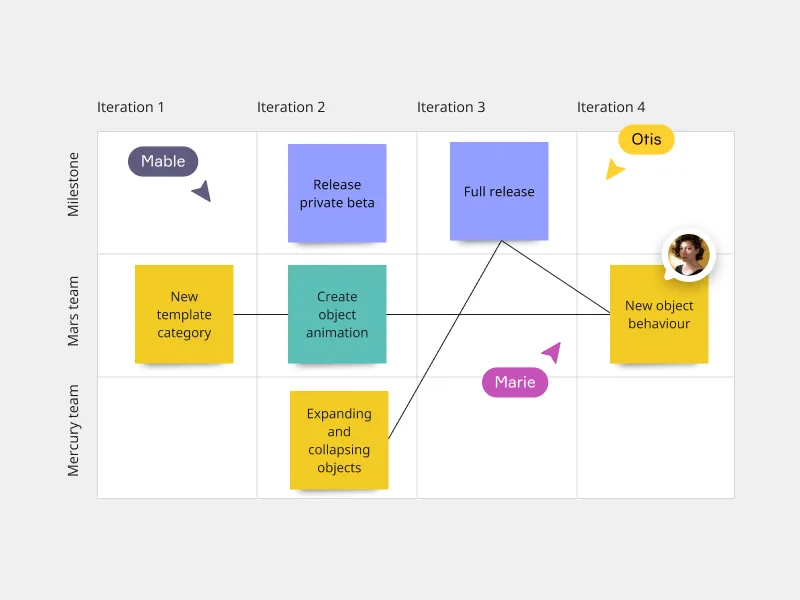 Iteration 1
Iteration 2
Iteration 3
Iteration 4
Milestone
Mable
Release
private beta
Full release
Otis
Mars team
New
template
category
Create
object
animation
New object
behaviour
Marie
Mercury team
Expanding
and
collapsing
objects